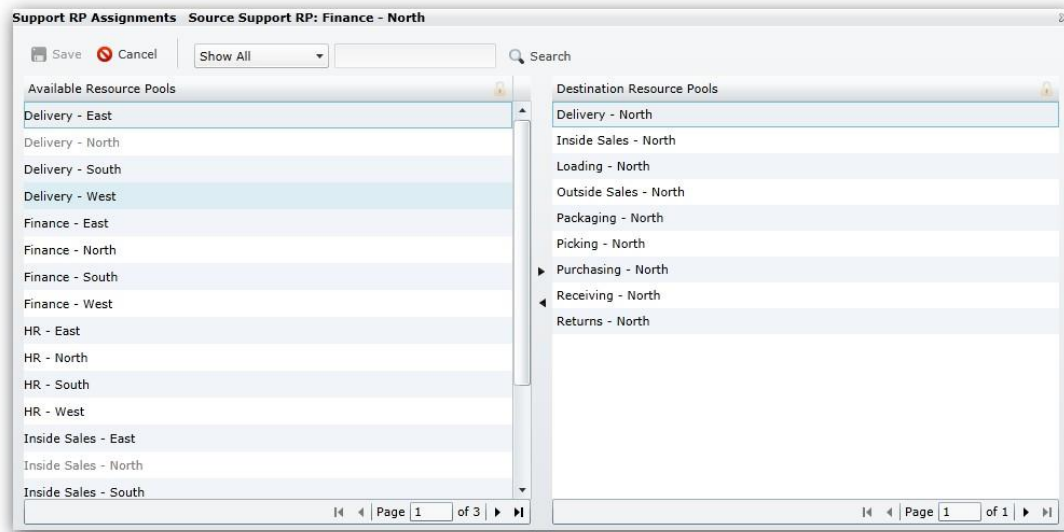 Support RP Assignments Source Support RP: Finance - North
Save Cancel Show All Search
Available Resource Pools
Delivery - East
Delivery - North
Delivery - South
Delivery - West
Finance - East
Finance - North
Finance - South
Finance - West
HR - East
HR - North
HR - South
HR - West
Inside Sales - East
Inside Sales - North
Inside Sales - South
Page 1 of 3
Destination Resource Pools
Delivery - North
Inside Sales - North
Loading - North
Outside Sales - North
Packaging - North
Picking - North
Purchasing - North
Receiving - North
Returns - North
Page 1 of 1